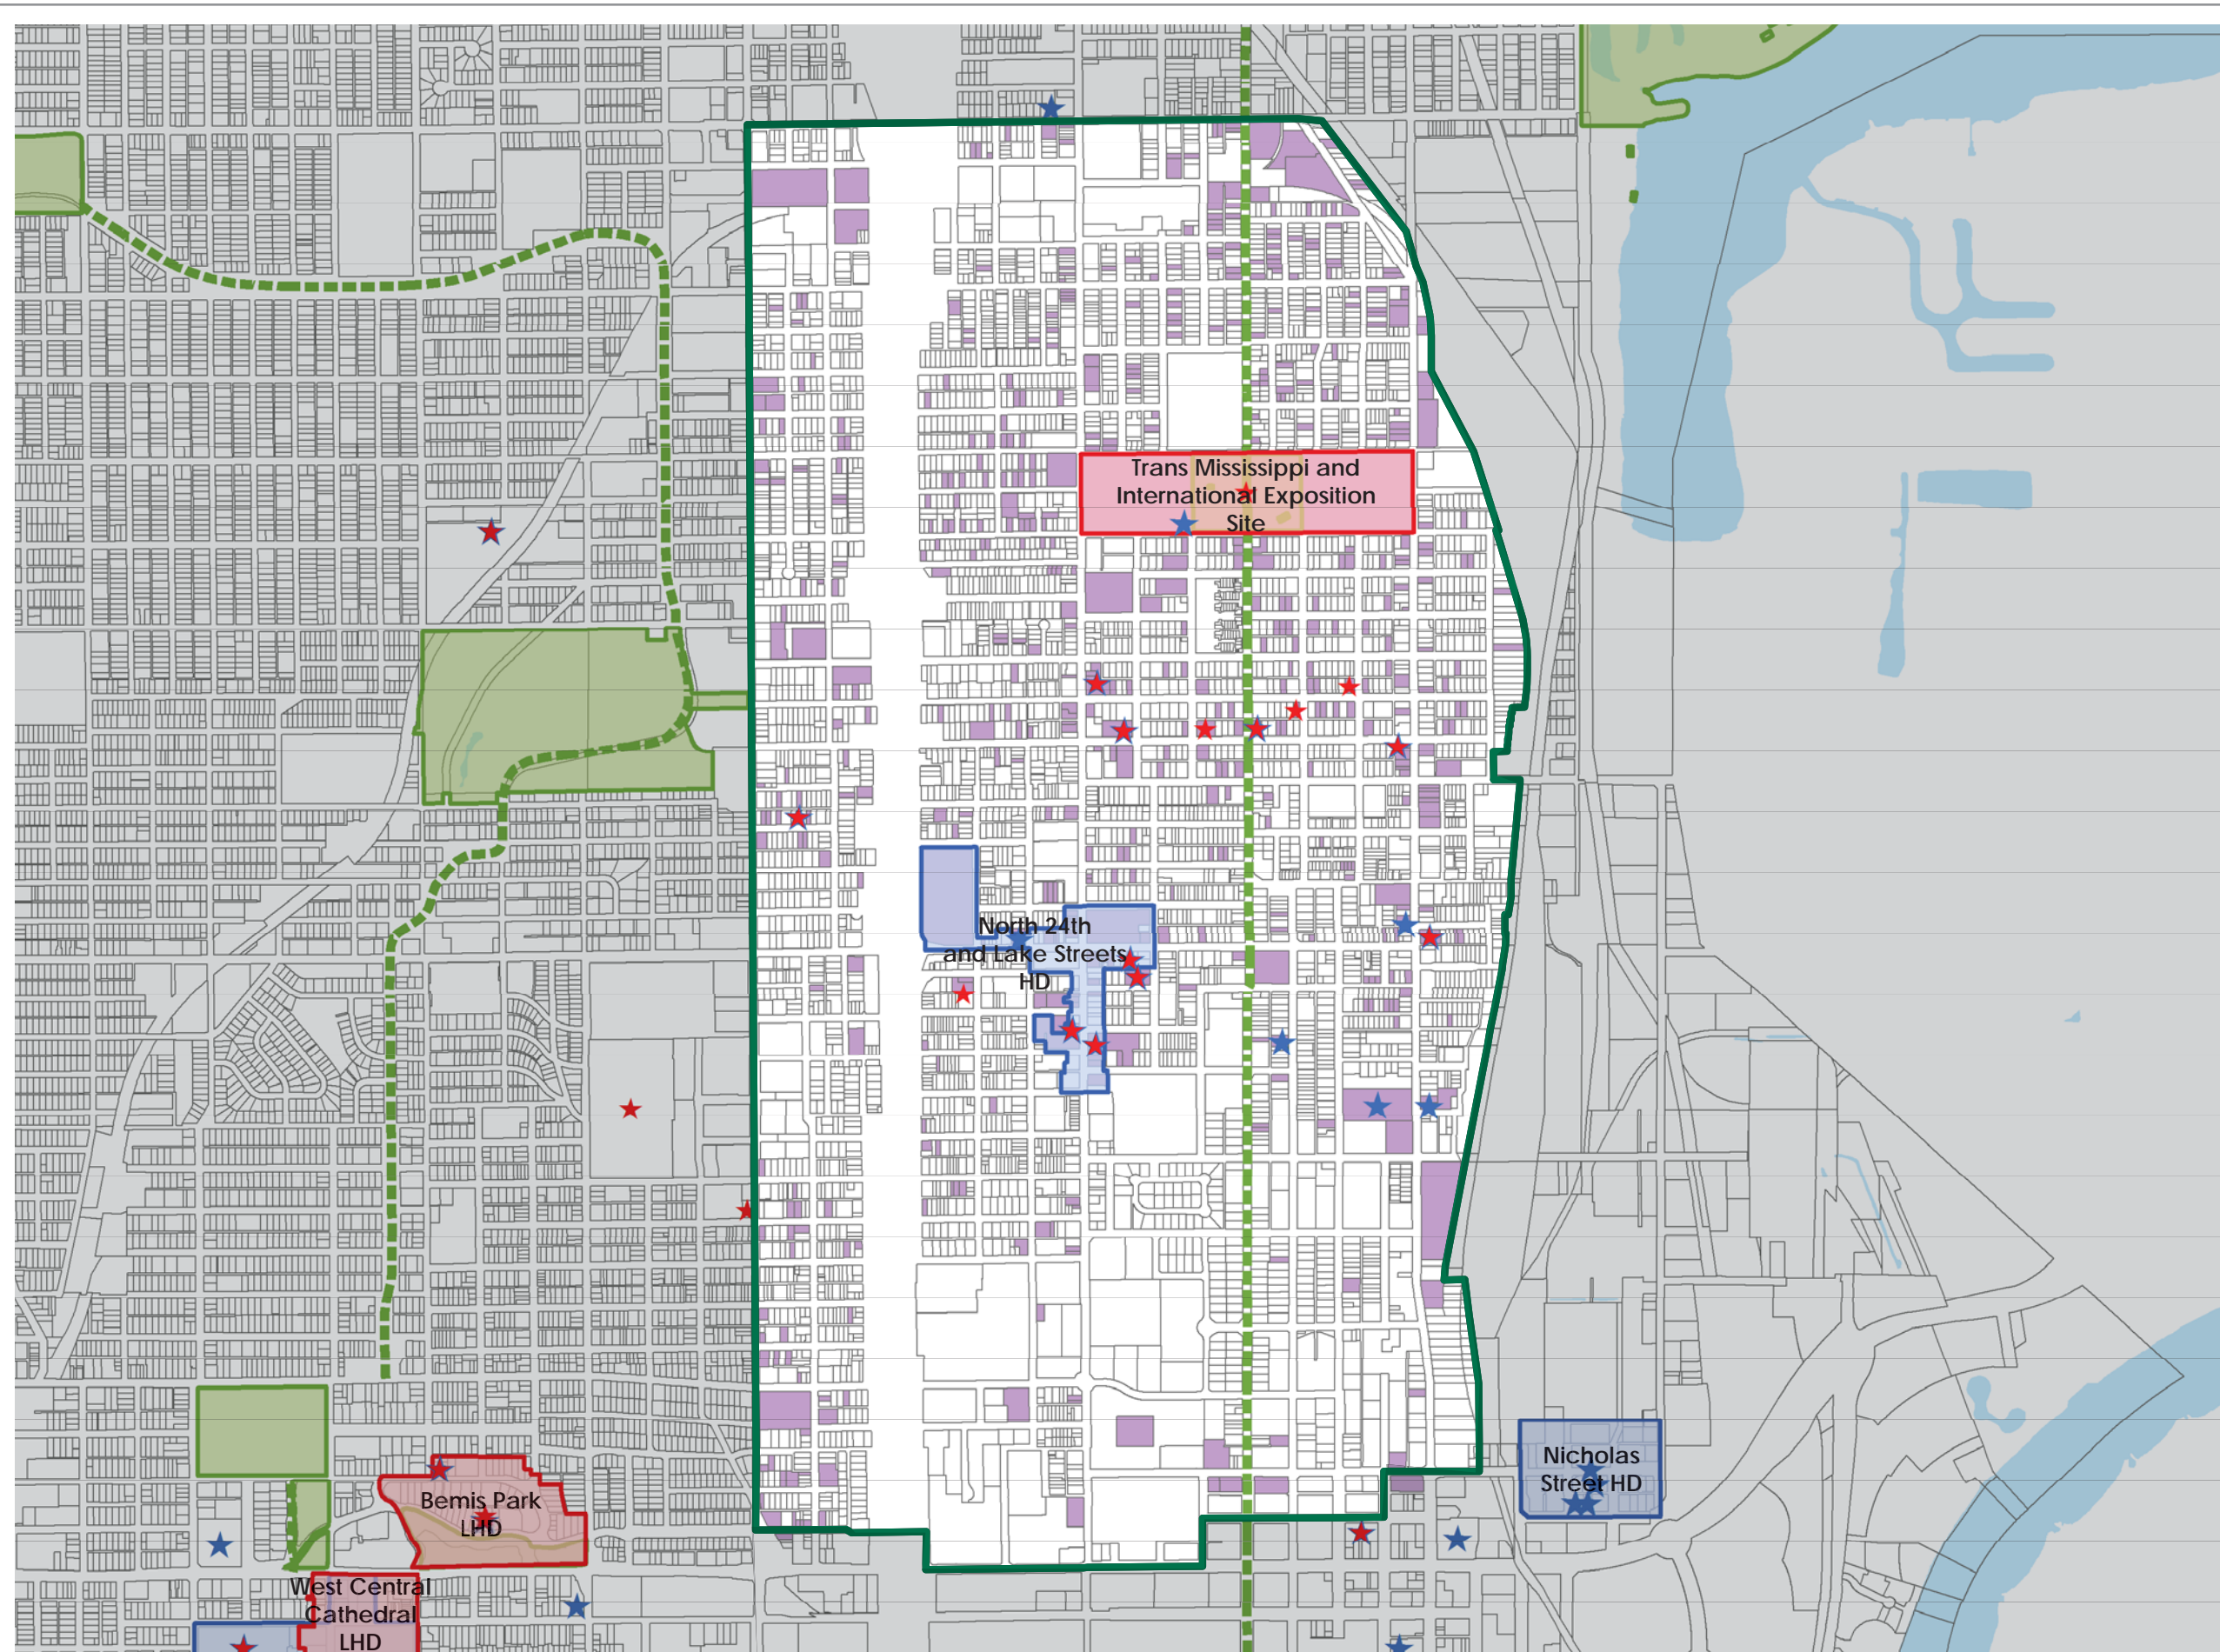 Trans Mississippi and
International Exposition
Site
North 24th
and Lake Streets
HD
Nicholas
Street HD
Bemis Park
LHD
West Central
Cathedral
LHD